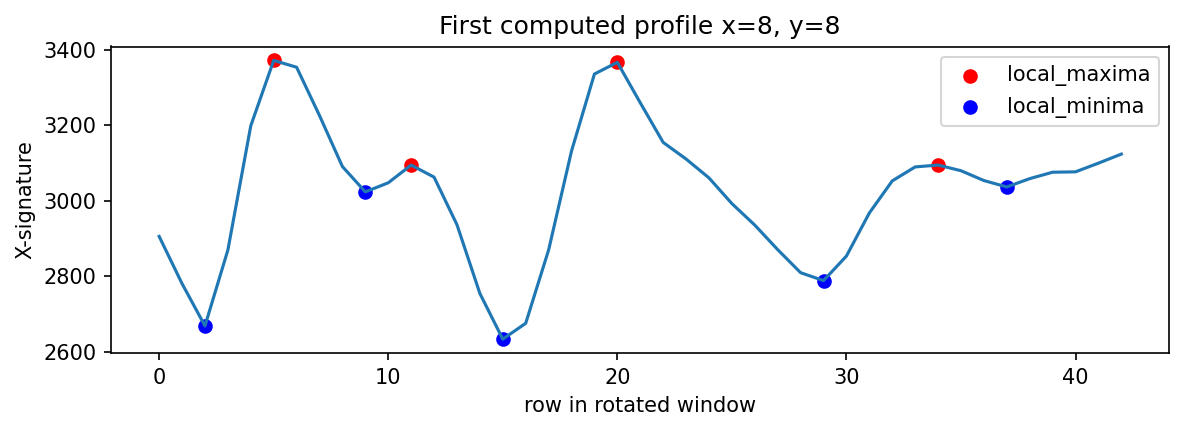 First computed profile x=8, y=8
X-signature
3400
3200
3000
2800
2600
local_maxima
local_minima
0
10
20
30
40
row in rotated window